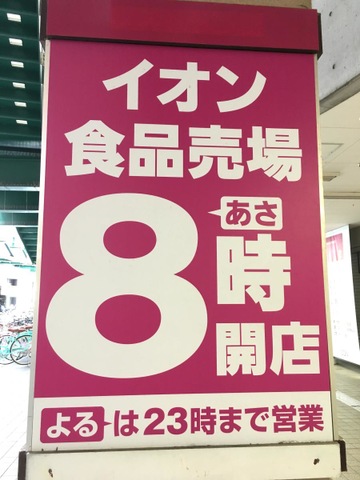 イオン
食品売場
あさ
8時
開店
よるは23時まで営業